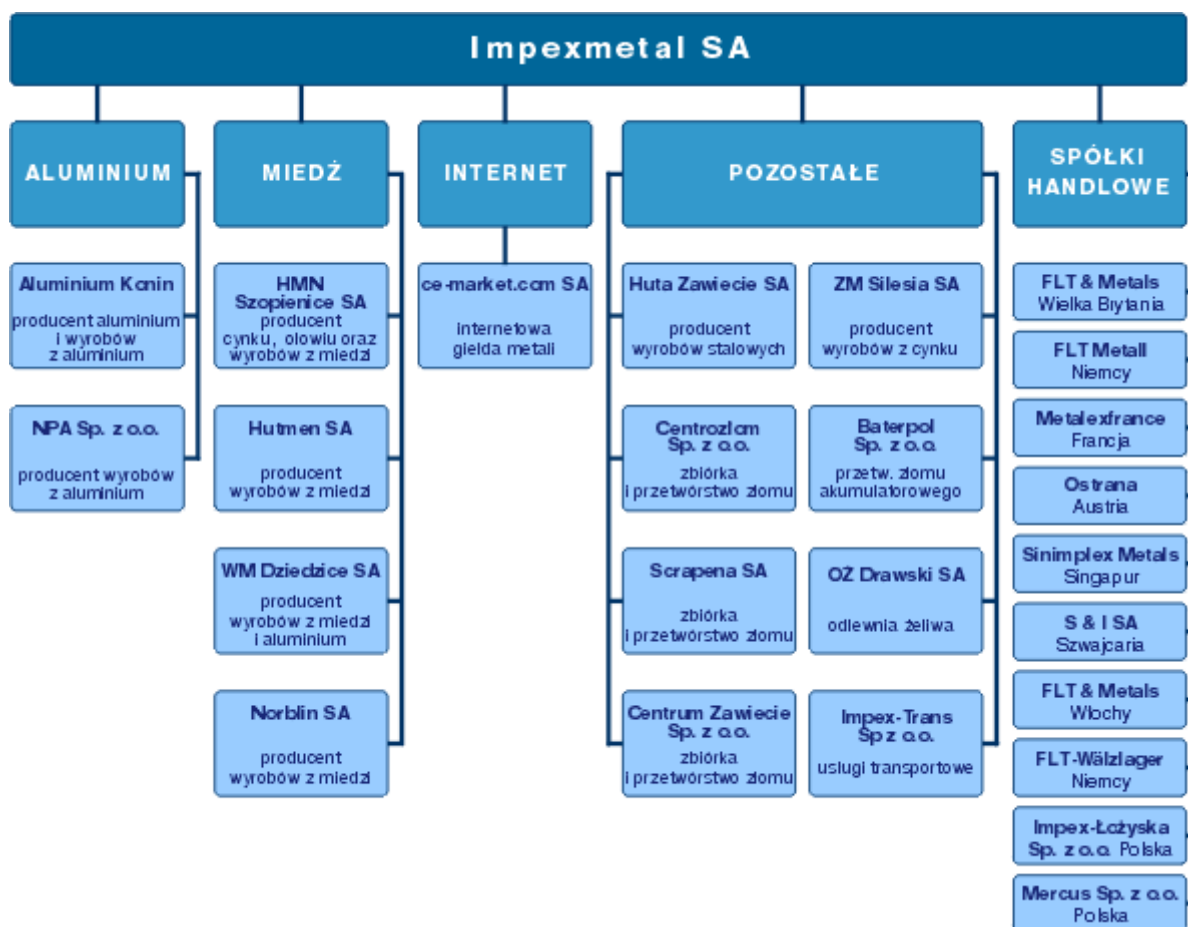 Impexmetal SA
ALUMINIUM
Aluminium Konin
producent aluminium
i wyrobów
z aluminium
NPA Sp. z o.o.
producent wyrobów
z aluminium
MIEDŹ
HMN
Szopienice SA
producent
cynku, olowiu oraz
wyrobów z miedzi
Hutmen SA
producent
wyrobów z miedzi
WM Dziedzice SA
producent
wyrobów z miedzi
i aluminium
Norblin SA
producent
wyrobów z miedzi
INTERNET
ce-market.com SA
internetowa
giełda metali
POZOSTAŁE
Huta Zawiecie SA
producent
wyrobów stalowych
Centrozlom
Sp. z o.o.
zbiórka
i przetwórstwo złomu
Scrapena SA
zbiórka
i przetwórstwo złomu
Centrum Zawiecie
Sp. z o.o.
zbiórka
i przetwórstwo złomu
ZM Silesia SA
producent
wyrobów z cynku
Baterpol
Sp. z o.o.
przetw. złomu
akumulatorowego
OŻ Drawski SA
odlewnia żeliwa
Impex-Trans
Sp z o.o.
usługi transportowe
SPÓŁKI
HANDLOWE
FLT & Metals
Wielka Brytania
FLT Metall
Niemcy
Metalexfrance
Francja
Ostrana
Austria
Sinimplex Metals
Singapur
S & I SA
Szwajcaria
FLT & Metals
Włochy
FLT-Wälzlager
Niemcy
Impex-Łożyska
Sp. z o.o. Polska
Mercus Sp. z o.o.
Polska